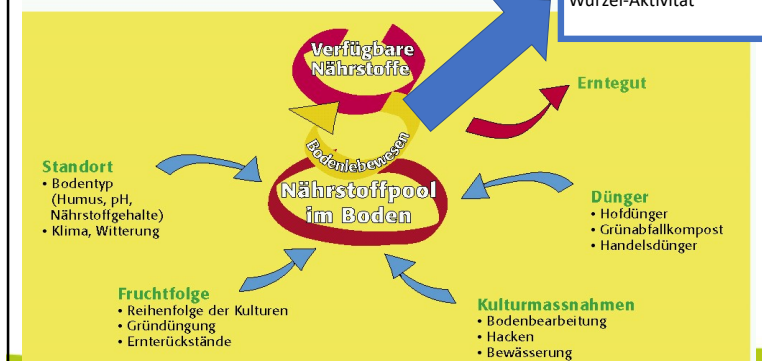 Wurzel-Aktivität
Verfügbare
Nährstoffe
Erntegut
Bodenlebewesen
Standort
• Bodentyp
(Humus, pH,
Nährstoffgehalte)
• Klima, Witterung
Nährstoffpool
im Boden
Dünger
• Hofdünger
• Grünabfallkompost
• Handelsdünger
Fruchtfolge
• Reihenfolge der Kulturen
• Gründüngung
• Ernterückstände
Kulturmassnahmen
• Bodenbearbeitung
• Hacken
• Bewässerung